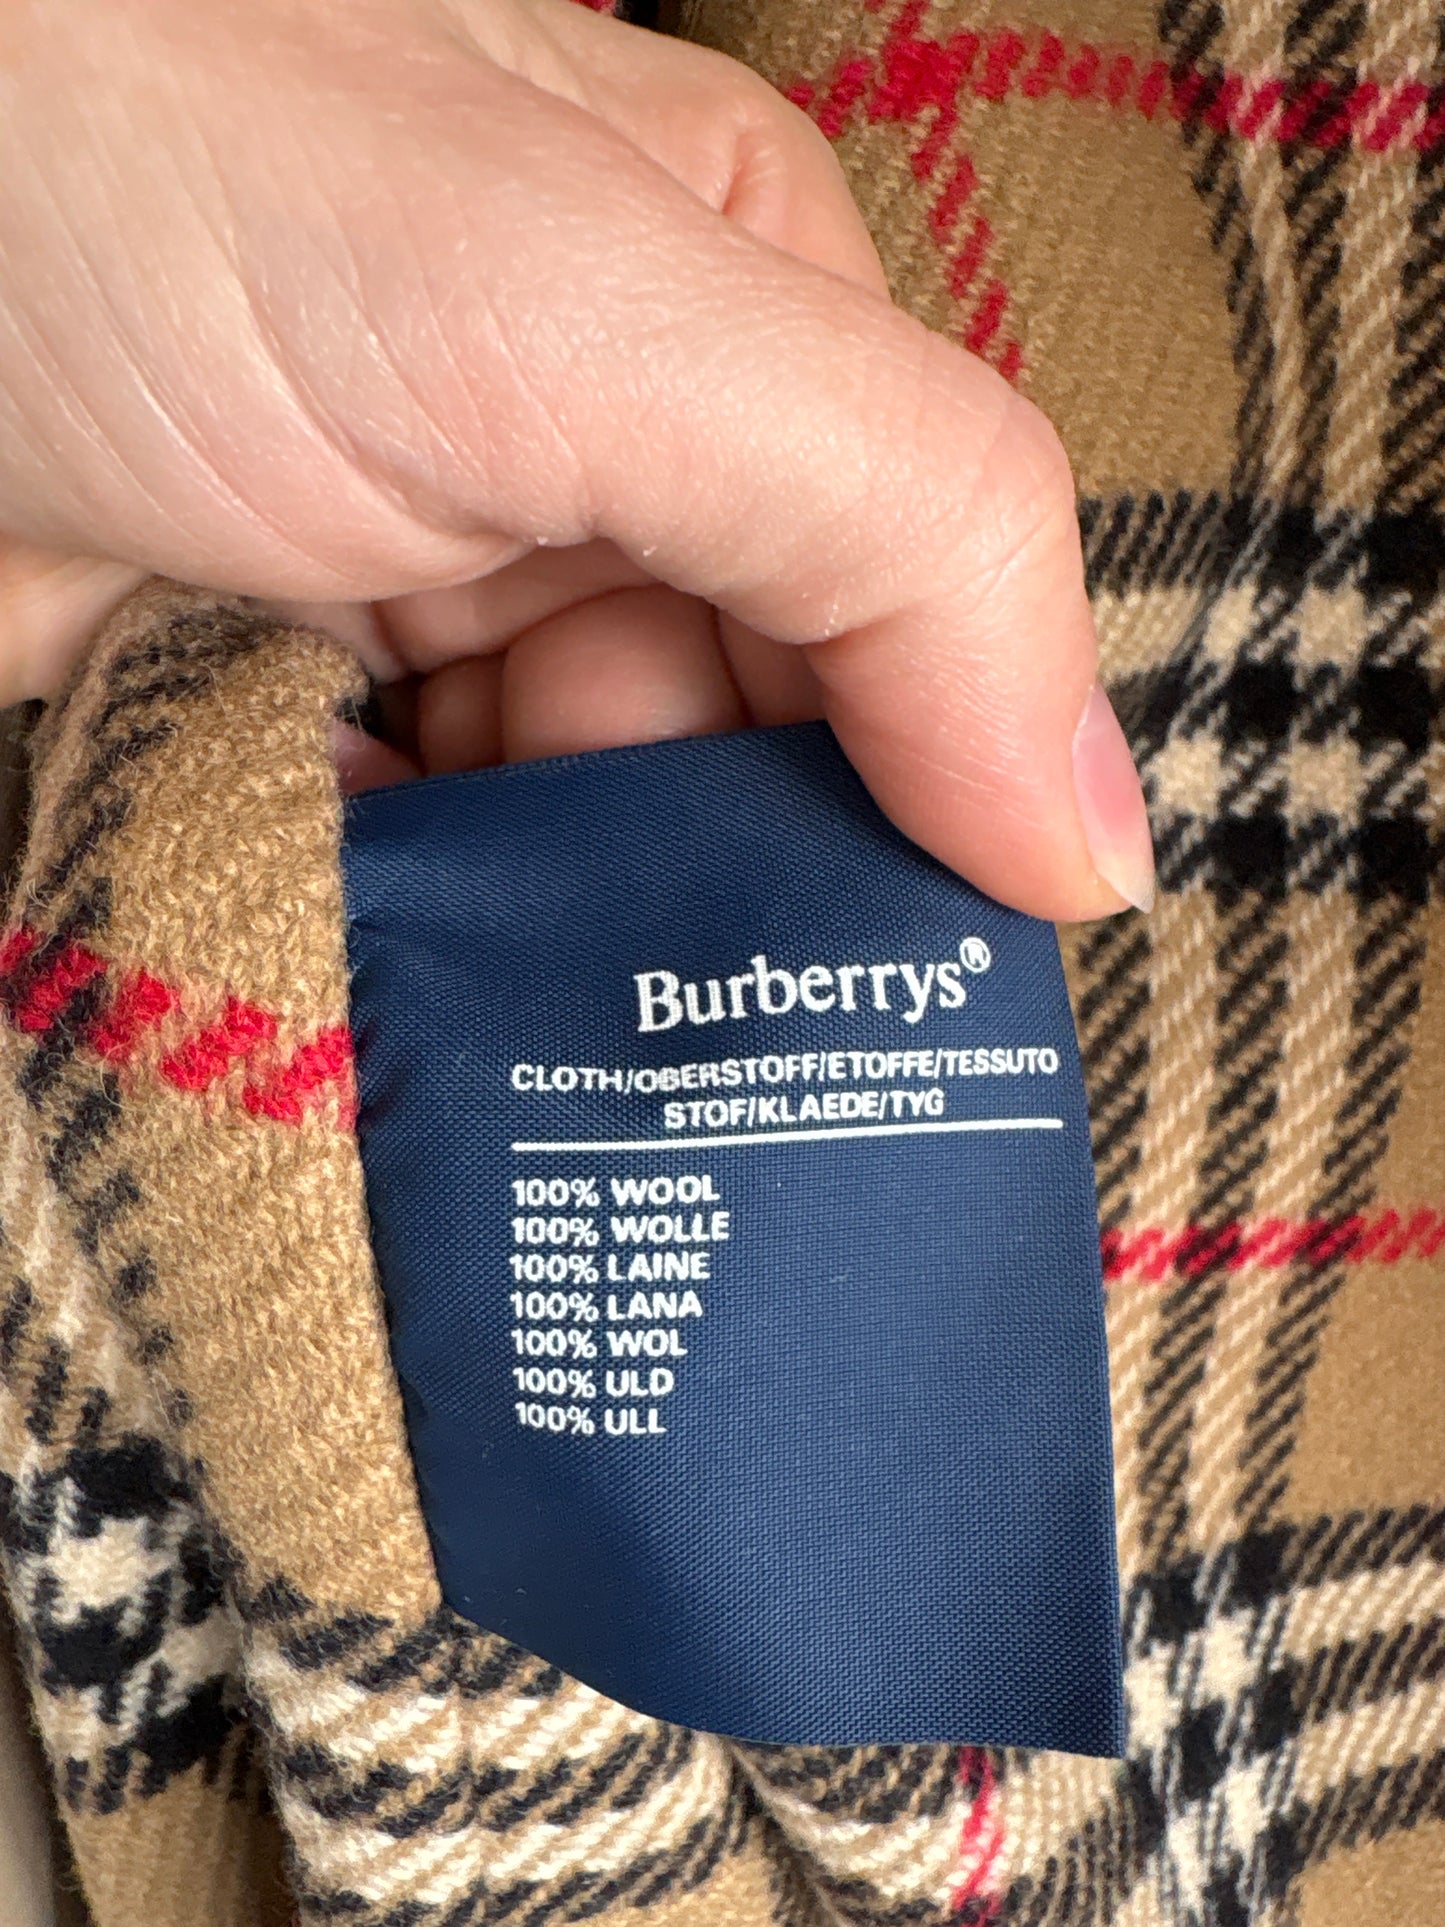 Burberrys®
CLOTH/OBERSTOFF/ETOFFE/TESSUTO
STOF/KLAEDE/TYG
100% WOOL
100% WOLLE
100% LAINE
100% LANA
100% WOL
100% ULD
100% ULL